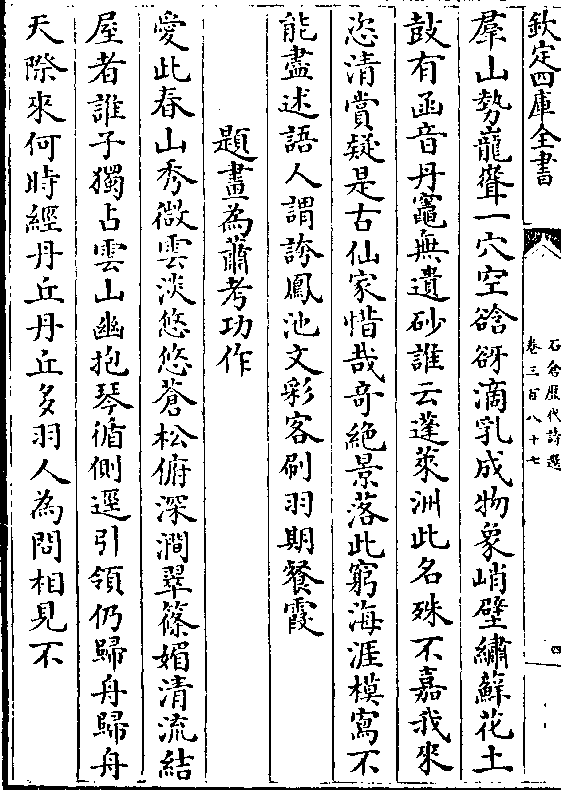 欽定四庫全書
石倉歷代詩選
卷三百八十七
四
羣山勢巃嵸一穴空谽谺滴乳成物象峭壁繡蘚花土
鼓有函音丹竈無遺砂誰云蓬萊洲此名殊不嘉我來
恣清賞疑是古仙家惜哉奇絶景落此窮海涯模寫不
能盡述語人謂誇鳳池文彩客刷羽期餐霞
題畫為蕭考功作
愛此春山秀微雲淡悠悠蒼松俯深澗翠篠媚清流結
屋者誰子獨占雲山幽抱琴循側逕引領仍歸舟歸舟
天際來何時經丹丘丹丘多羽人為問相見不